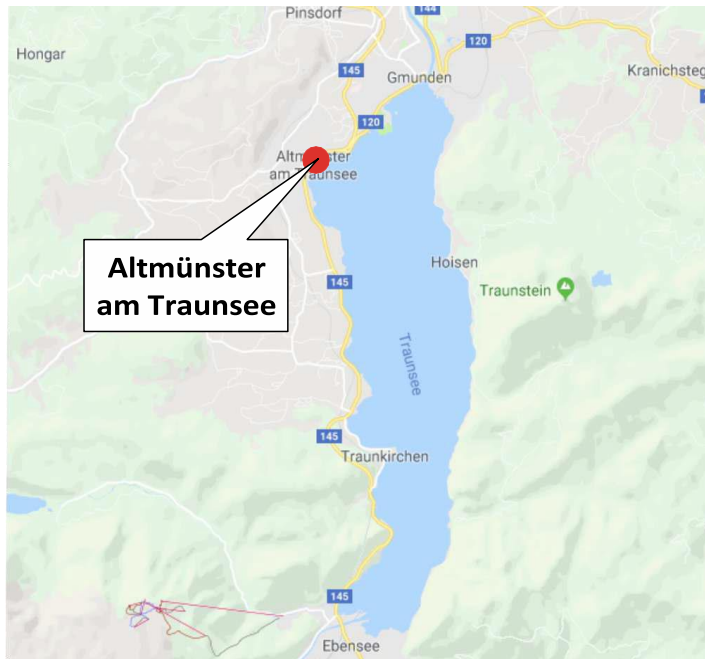 Pinsdorf
144
Hongar
145
120
Gmunden
Kranichsteg
120
Altmünster
am Traunsee
Altmünster
am Traunsee
Hoisen
145
Traunstein
Traunsee
145
Traunkirchen
145
Ebensee